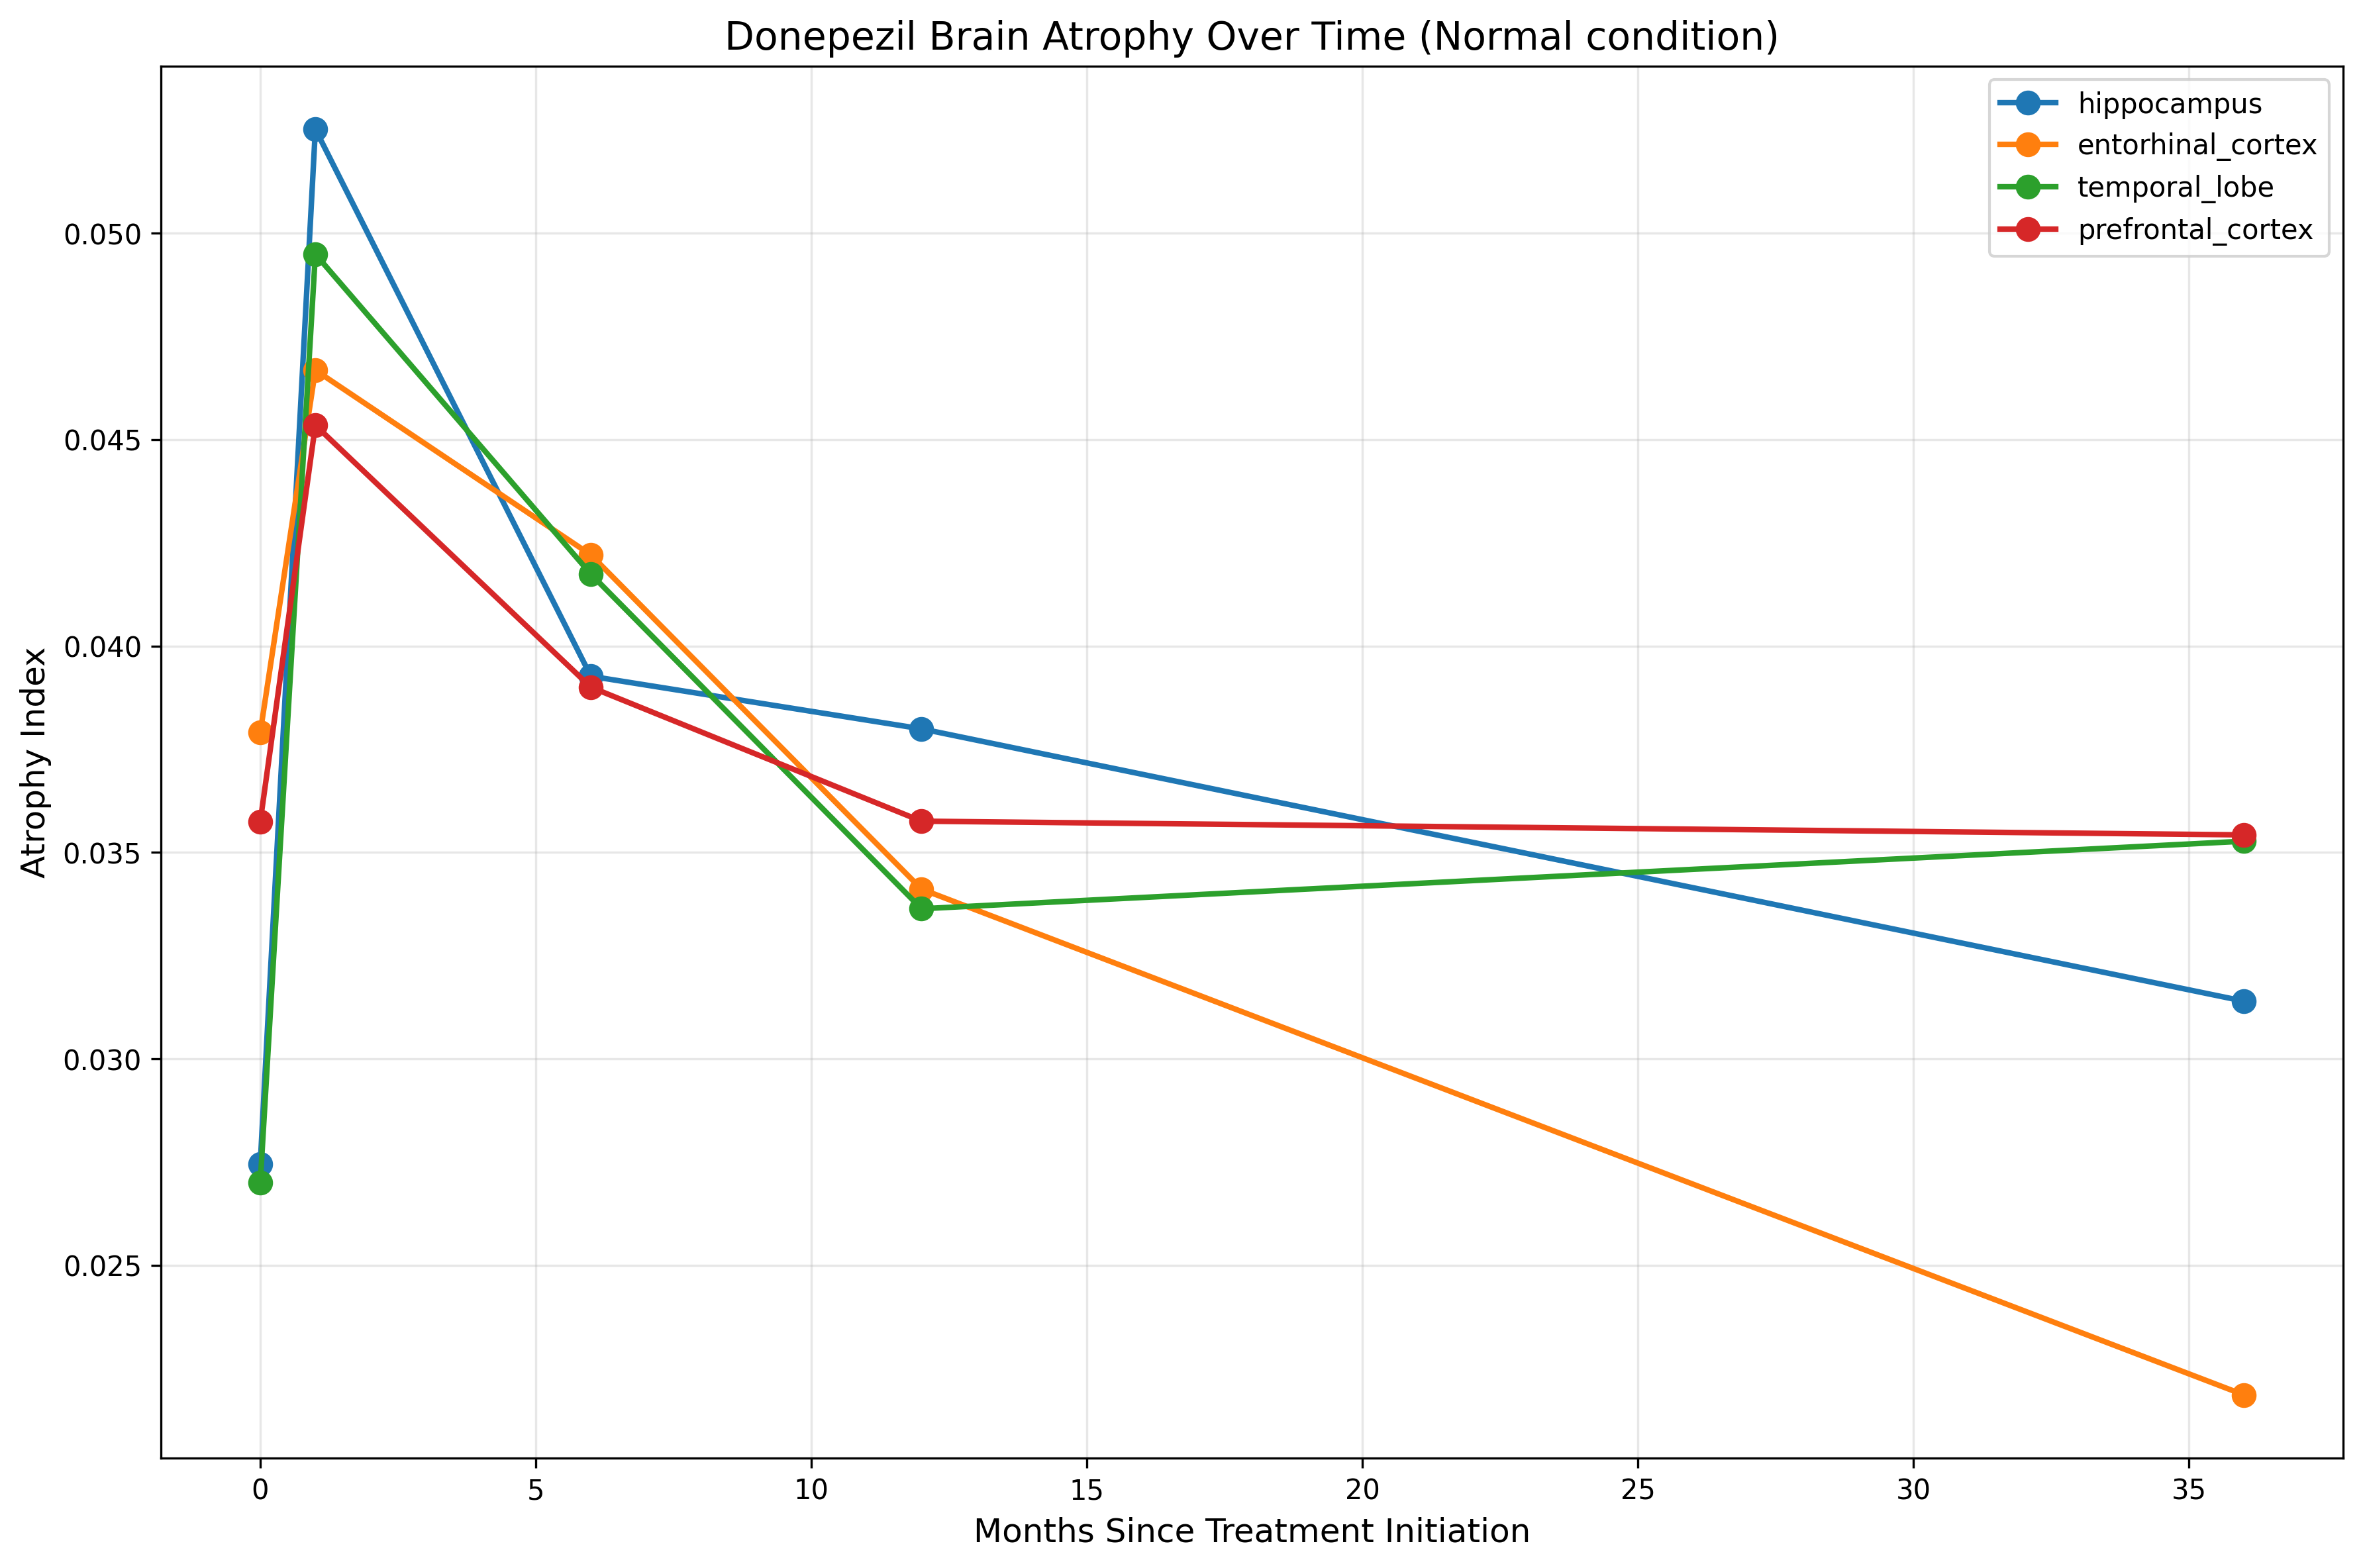 Donepezil Brain Atrophy Over Time (Normal condition)
hippocampus
entorhinal_cortex
temporal_lobe
prefrontal_cortex
Atrophy Index
0.050
0.045
0.040
0.035
0.030
0.025
0 5 10 15 20 25 30 35
Months Since Treatment Initiation